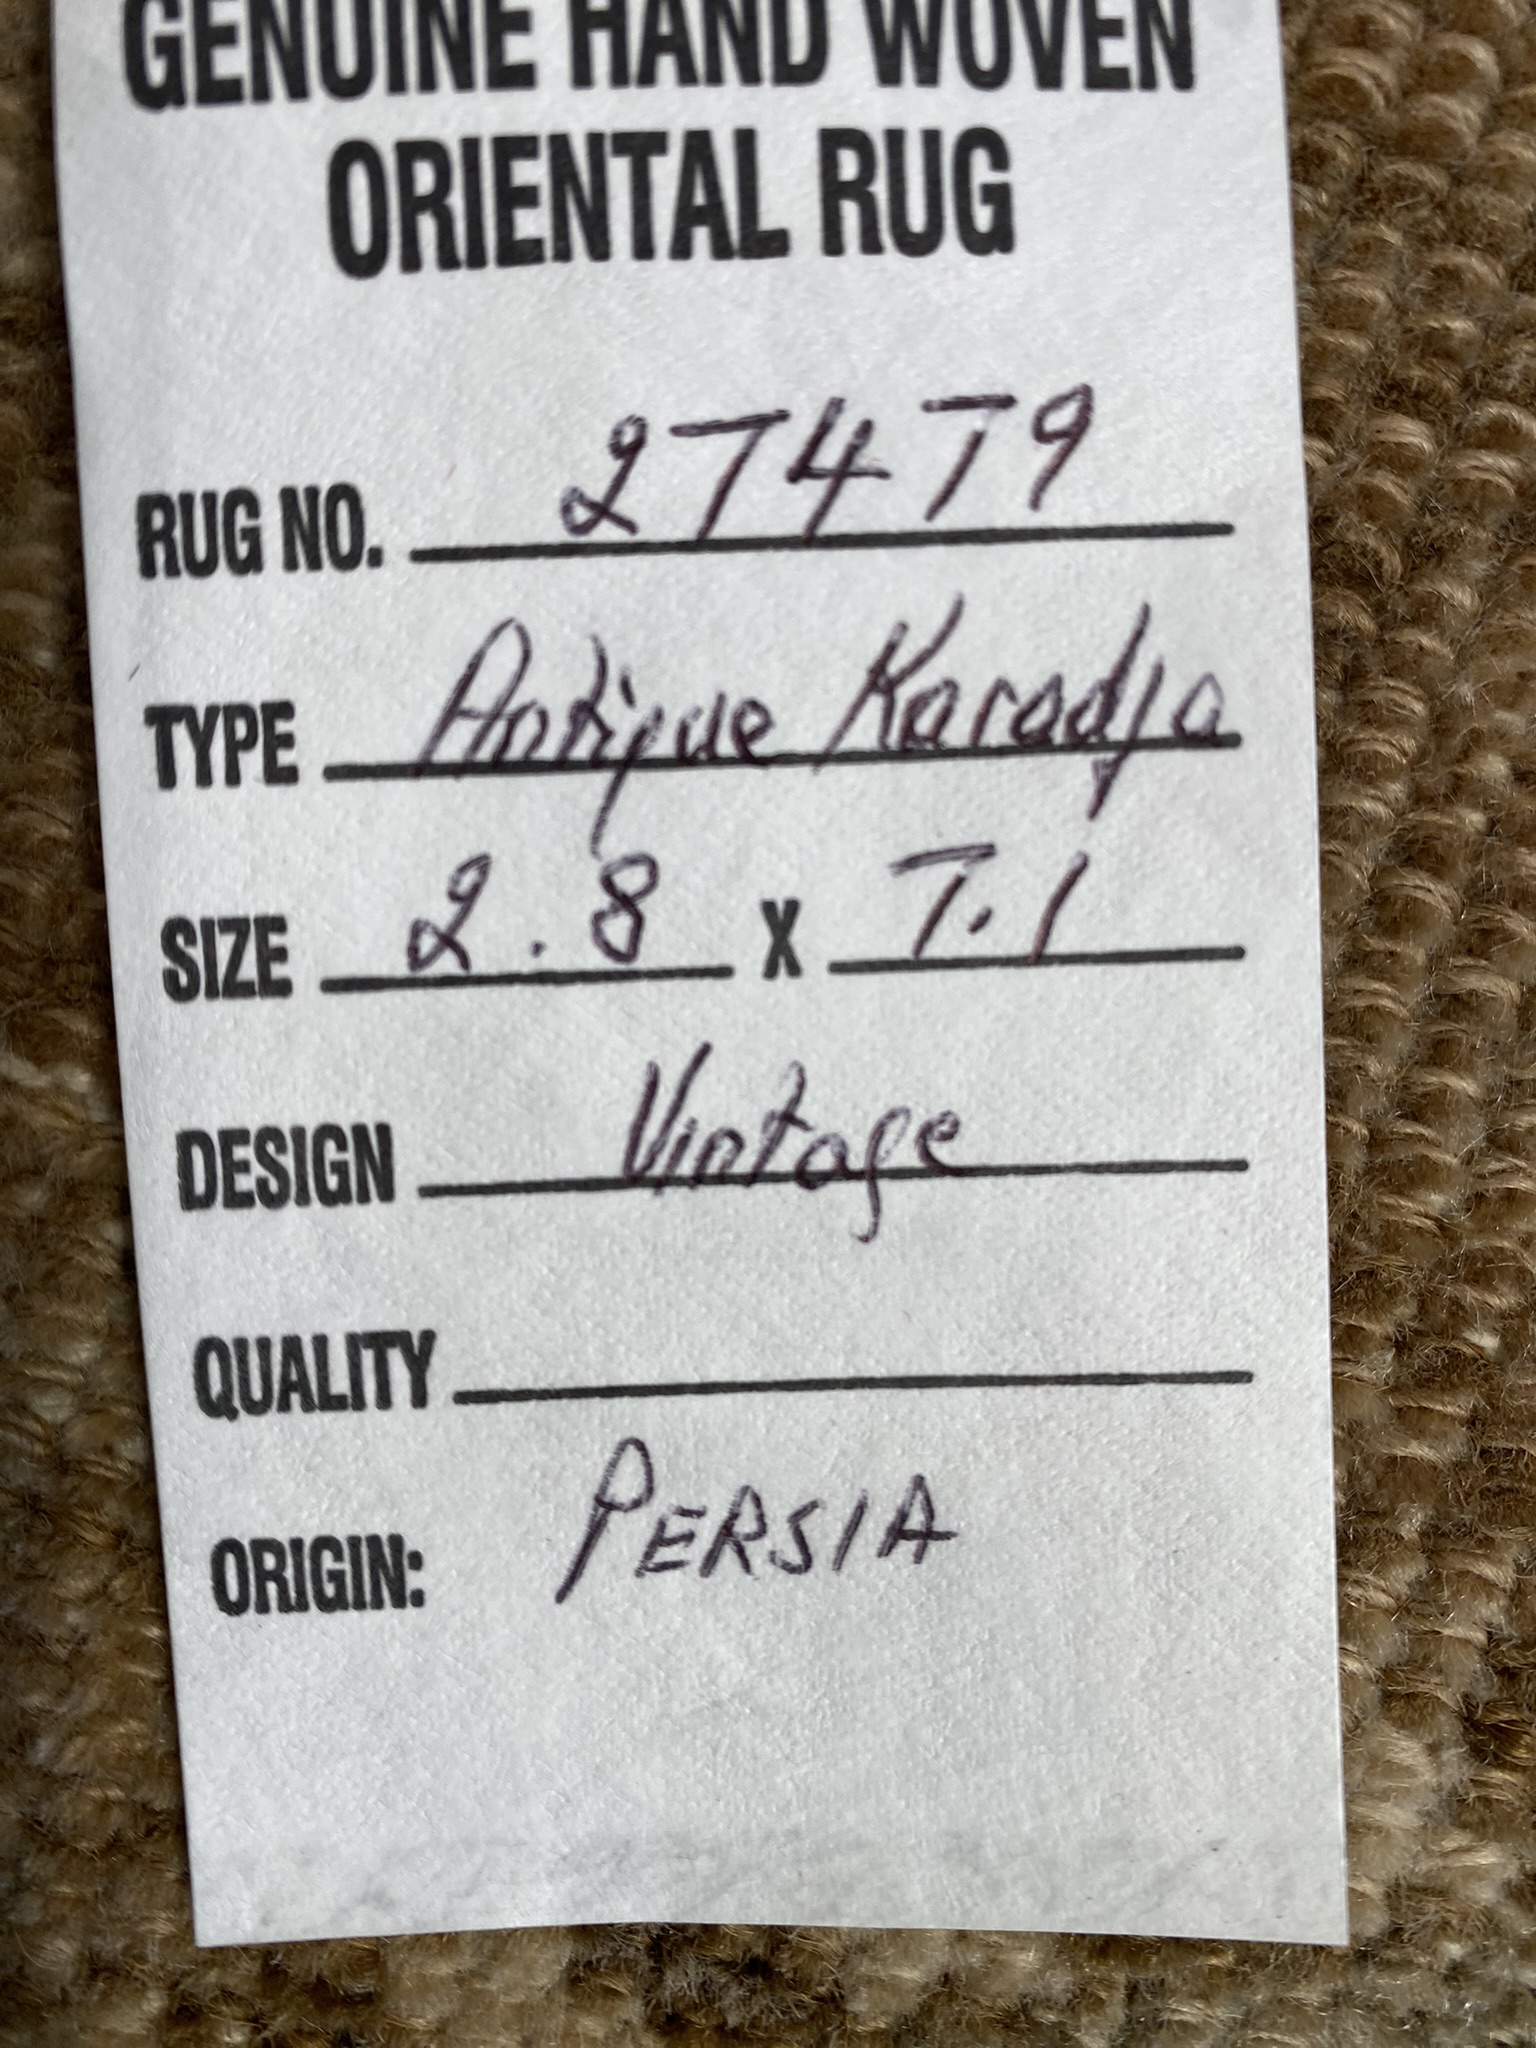 GENUINE HAND WOVEN
ORIENTAL RUG
RUG NO. 27479
TYPE Antique Karadja
SIZE 2.8 X 7.1
DESIGN Vintage
QUALITY
ORIGIN: PERSIA